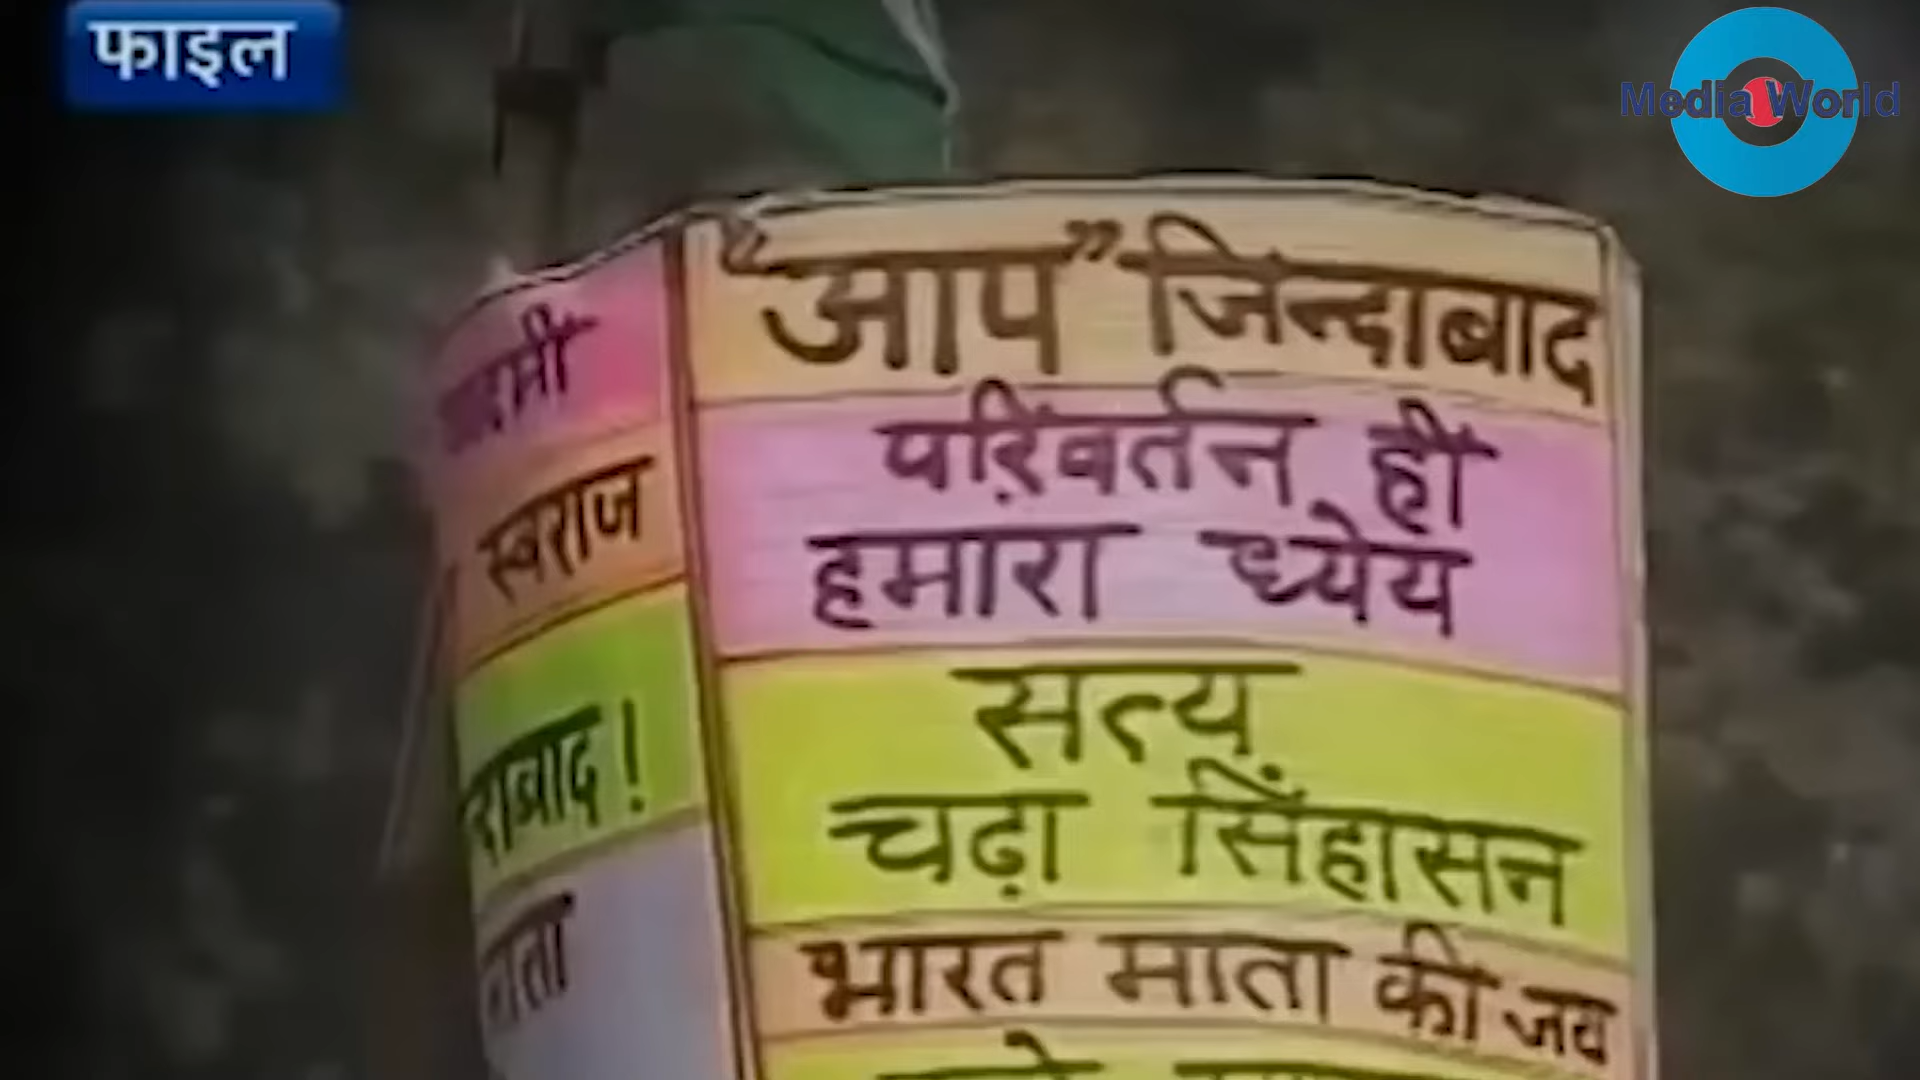 फाइल
Media World
"आप" जिन्दाबाद
परिवर्तन ही
हमारा ध्येय
सत्य
चढ़ा सिंहासन
भारत माता की जय
स्वराज